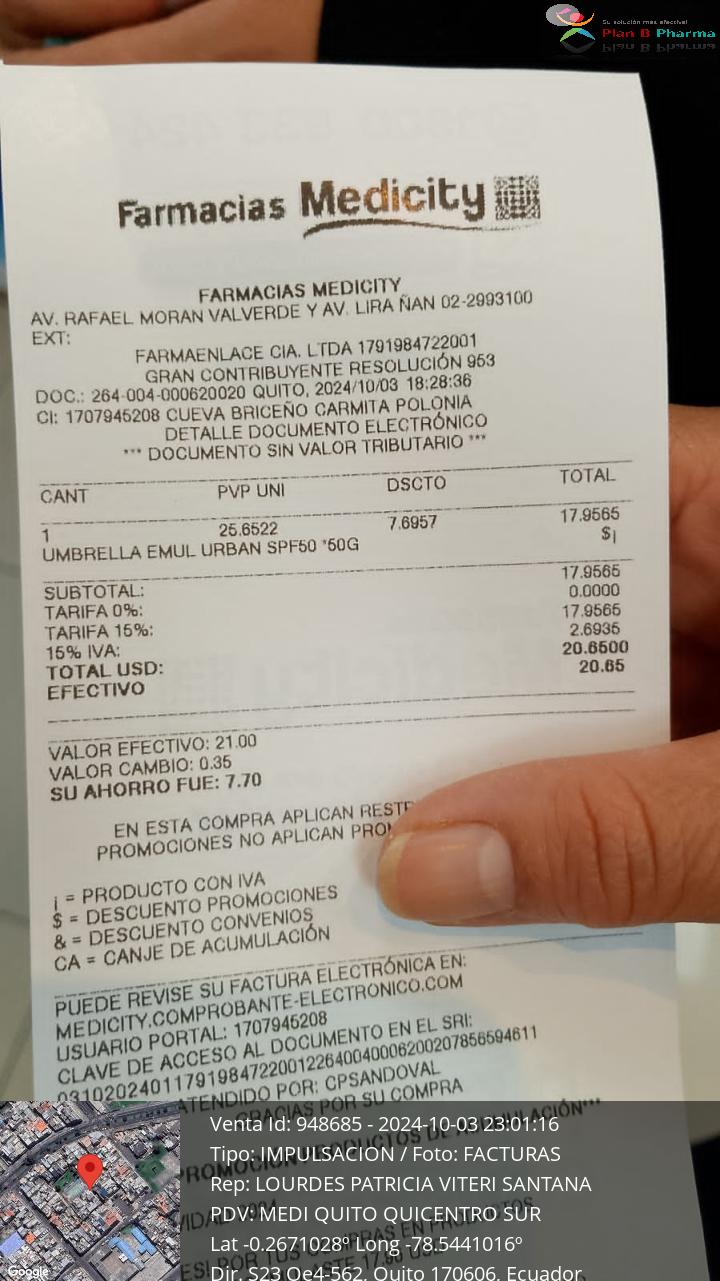 Su solución más efectiva!
Plan B Pharma
Farmacias Medicity
FARMACIAS MEDICITY
AV. RAFAEL MORAN VALVERDE Y AV. LIRA ÑAN 02-2993100
EXT:
FARMAENLACE CIA. LTDA 1791984722001
GRAN CONTRIBUYENTE RESOLUCIÓN 953
DOC.: 264-004-000620020 QUITO, 2024/10/03 18:28:36
CI: 1707945208 CUEVA BRICEÑO CARMITA POLONIA
DETALLE DOCUMENTO ELECTRÓNICO
*** DOCUMENTO SIN VALOR TRIBUTARIO ***
CANT PVP UNI DSCTO TOTAL
1 25.6522 7.6957 17.9565
UMBRELLA EMUL URBAN SPF50 *50G $¡
SUBTOTAL: 17.9565
TARIFA 0%: 0.0000
TARIFA 15%: 17.9565
15% IVA: 2.6935
TOTAL USD: 20.6500
EFECTIVO 20.65
VALOR EFECTIVO: 21.00
VALOR CAMBIO: 0.35
SU AHORRO FUE: 7.70
EN ESTA COMPRA APLICAN RESTR
PROMOCIONES NO APLICAN PROM
¡ = PRODUCTO CON IVA
$ = DESCUENTO PROMOCIONES
& = DESCUENTO CONVENIOS
CA = CANJE DE ACUMULACIÓN
PUEDE REVISE SU FACTURA ELECTRÓNICA EN:
MEDICITY.COMPROBANTE-ELECTRONICO.COM
USUARIO PORTAL: 1707945208
CLAVE DE ACCESO AL DOCUMENTO EN EL SRI:
0310202401179198472200122640040006200207856594611
ATENDIDO POR: CPSANDOVAL
GRACIAS POR SU COMPRA
Venta Id: 948685 - 2024-10-03 23:01:16
Tipo: IMPULSACION / Foto: FACTURAS
Rep: LOURDES PATRICIA VITERI SANTANA
PDV: MEDI QUITO QUICENTRO SUR
Lat -0.2671028º Long -78.5441016º
Dir. S23 Oe4-562, Quito 170606, Ecuador
Google